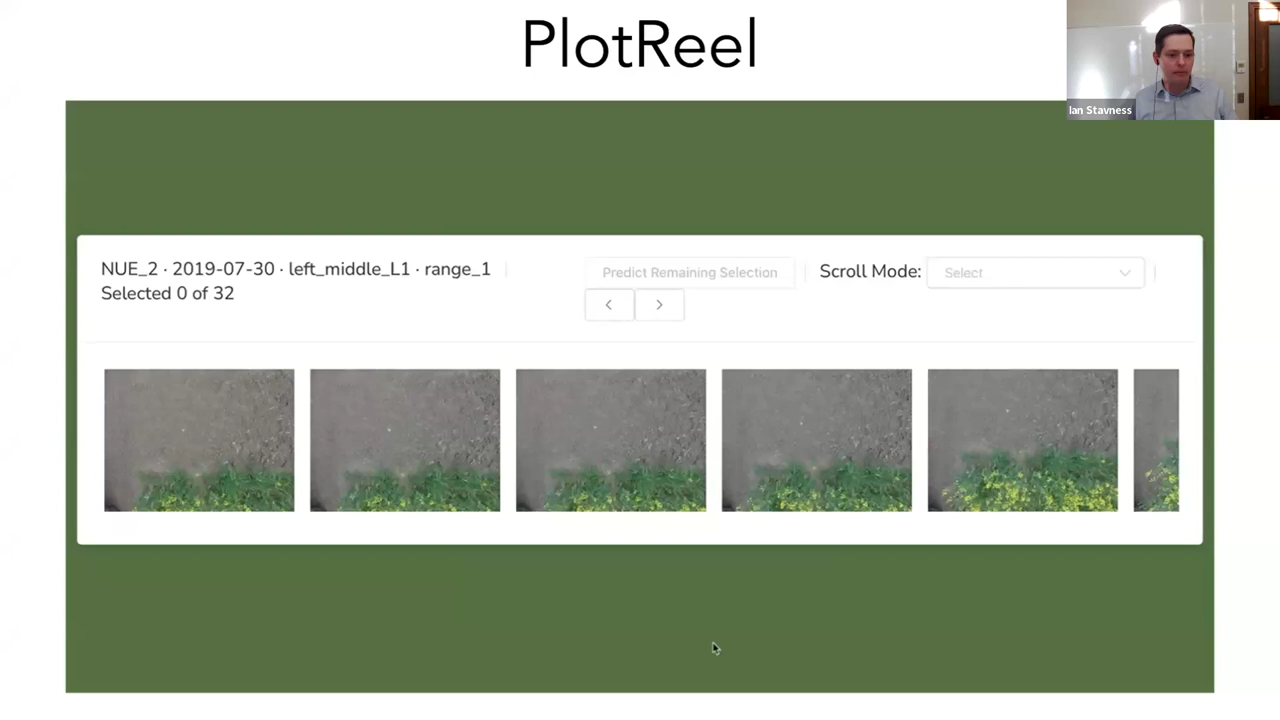 PlotReel
Ian Stavness
NUE_2 · 2019-07-30 · left_middle_L1 · range_1
Selected 0 of 32
Predict Remaining Selection
Scroll Mode:
Select